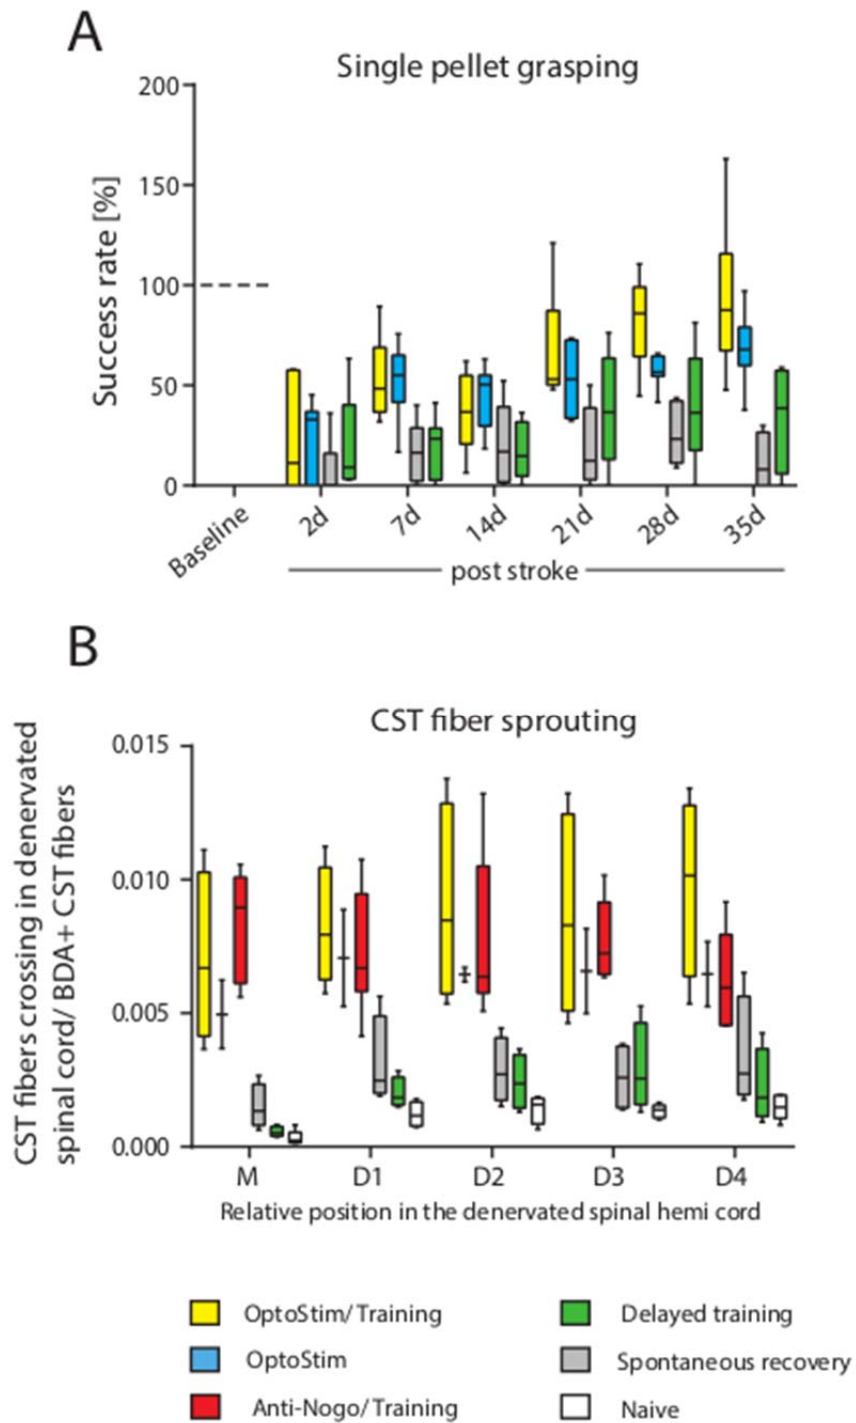 A
Single pellet grasping
Success rate [%]
200
150
100
50
0
Baseline
2d
7d
14d
21d
28d
35d
post stroke
B
CST fiber sprouting
CST fibers crossing in denervated
spinal cord/ BDA+ CST fibers
0.015
0.010
0.005
0.000
M
D1
D2
D3
D4
Relative position in the denervated spinal hemi cord
OptoStim/ Training
OptoStim
Anti-Nogo/ Training
Delayed training
Spontaneous recovery
Naive